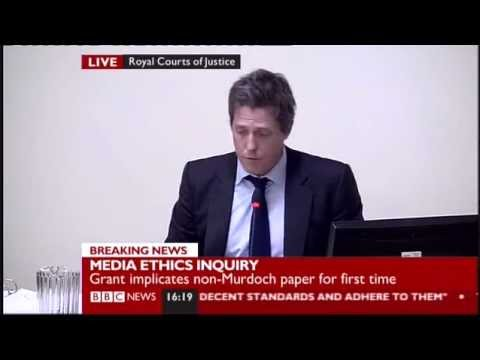 LIVE Royal Courts of Justice
BREAKING NEWS
MEDIA ETHICS INQUIRY
Grant implicates non-Murdoch paper for first time
BBC NEWS 16:19 DECENT STANDARDS AND ADHERE TO THEM"